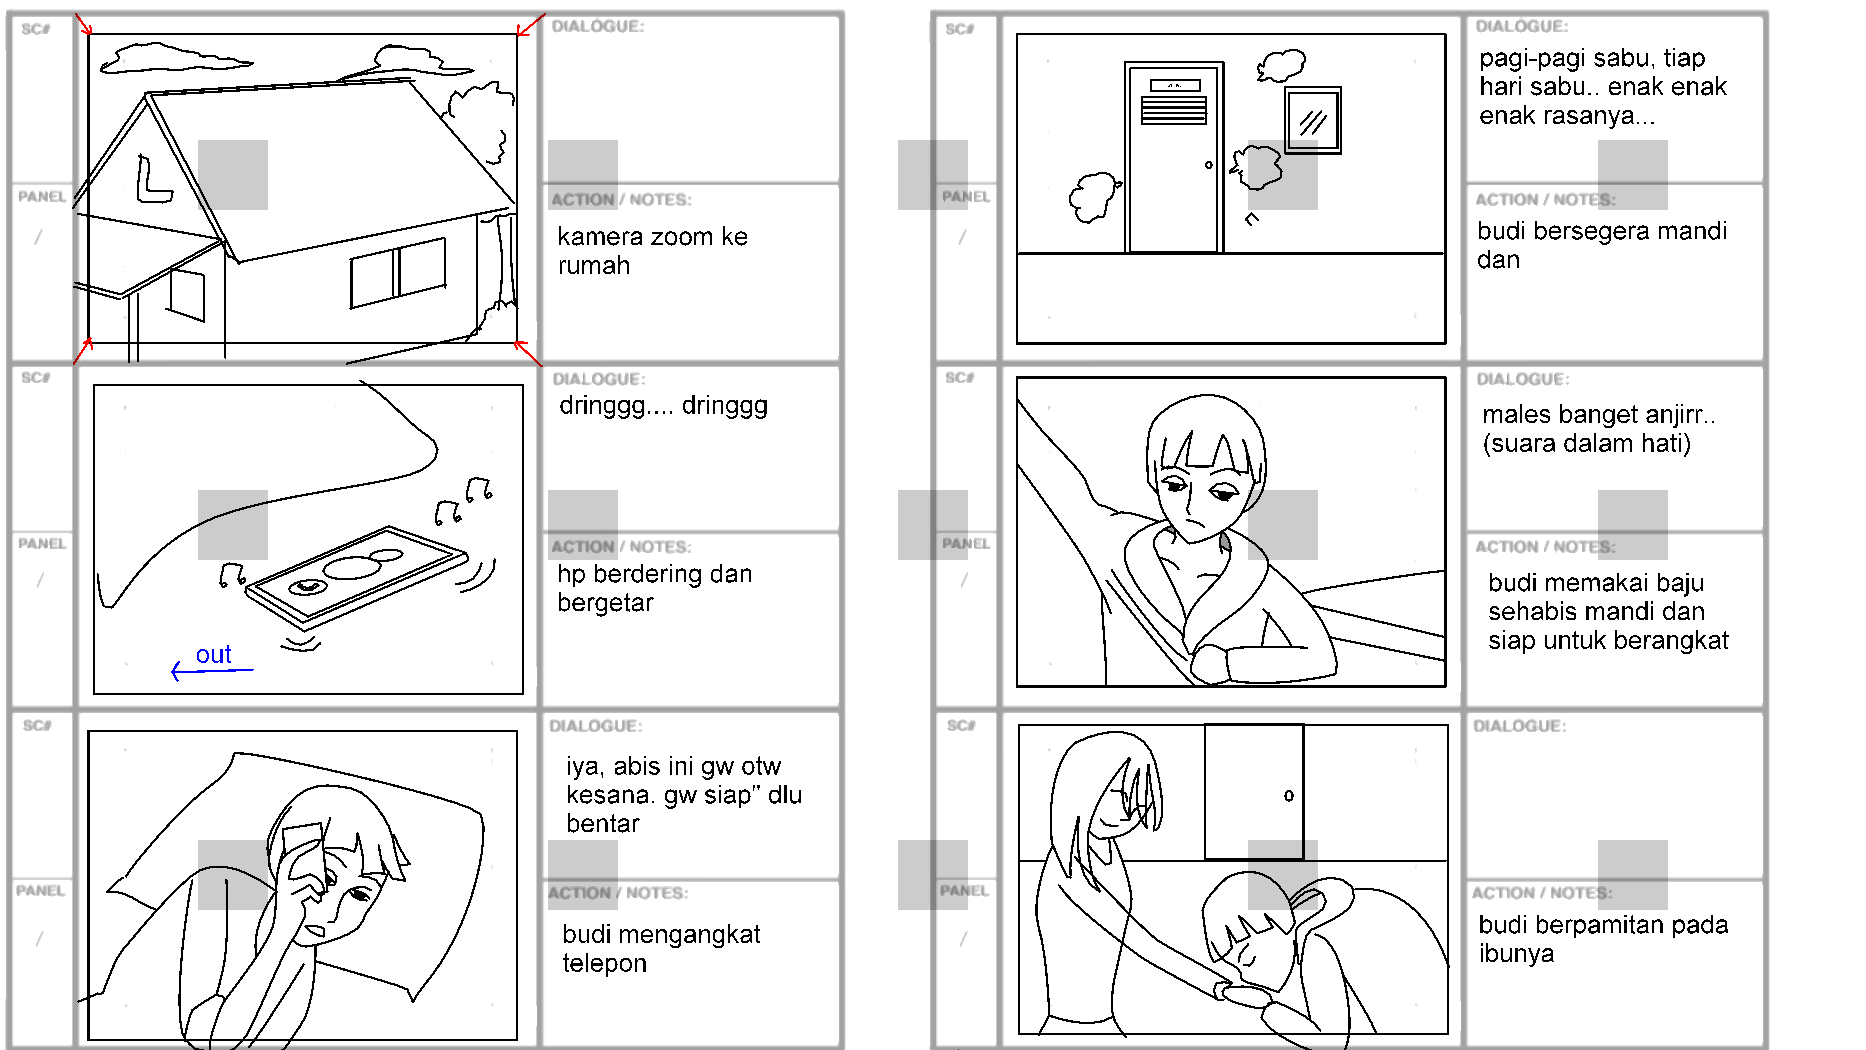 SC#
DIALOGUE:
PANEL
/
ACTION / NOTES:
kamera zoom ke
rumah
SC#
DIALOGUE:
dringgg.... dringgg
PANEL
/
ACTION / NOTES:
hp berdering dan
bergetar
out
SC#
DIALOGUE:
iya, abis ini gw otw
kesana. gw siap" dlu
bentar
PANEL
/
ACTION / NOTES:
budi mengangkat
telepon
SC#
DIALOGUE:
pagi-pagi sabu, tiap
hari sabu.. enak enak
enak rasanya...
PANEL
/
ACTION / NOTES:
budi bersegera mandi
dan
SC#
DIALOGUE:
males banget anjirr..
(suara dalam hati)
PANEL
/
ACTION / NOTES:
budi memakai baju
sehabis mandi dan
siap untuk berangkat
SC#
DIALOGUE:
PANEL
/
ACTION / NOTES:
budi berpamitan pada
ibunya